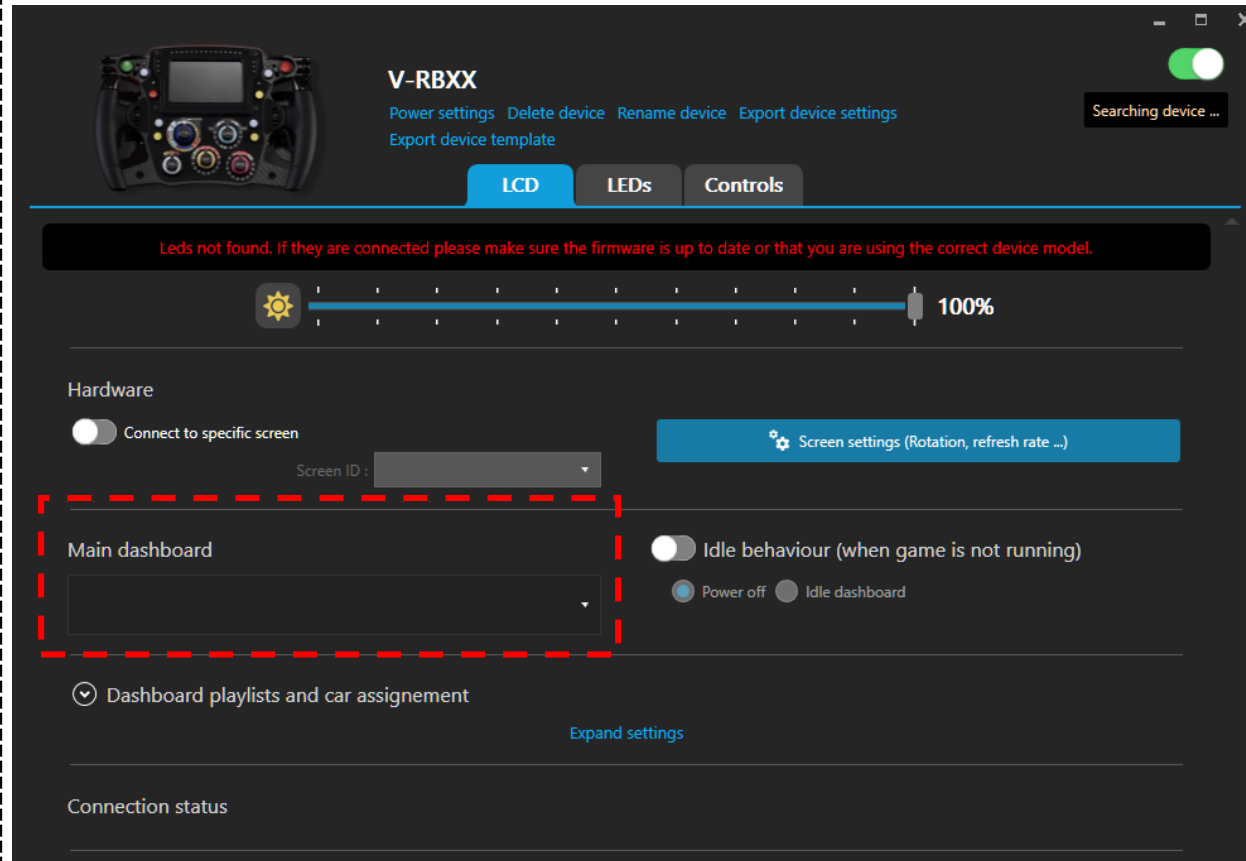 V-RBXX
Searching device ...
Power settings Delete device Rename device Export device settings
Export device template
LCD LEDs Controls
Leds not found. If they are connected please make sure the firmware is up to date or that you are using the correct device model.
100%
Hardware
Connect to specific screen
Screen settings (Rotation, refresh rate ...)
Screen ID :
Main dashboard
Idle behaviour (when game is not running)
Power off Idle dashboard
Dashboard playlists and car assignement
Expand settings
Connection status